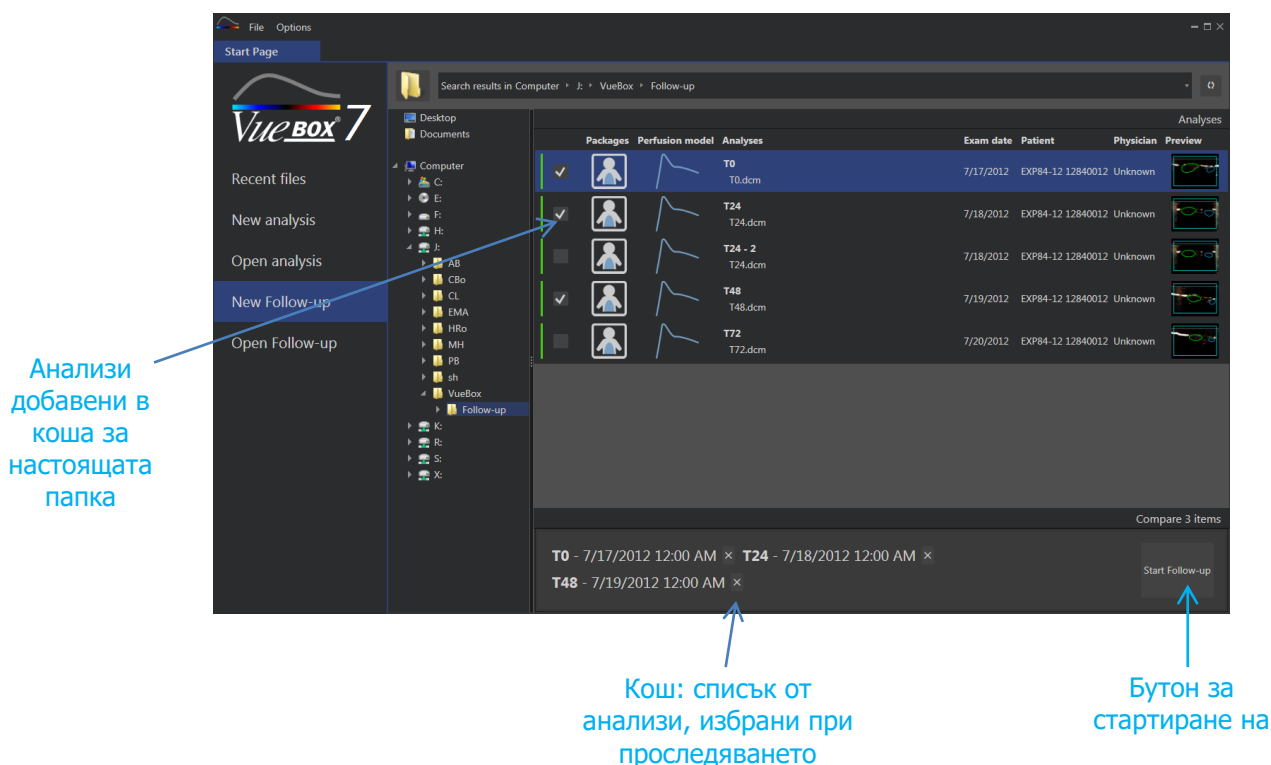 File Options
Start Page
VUEBOX® 7
Recent files
New analysis
Open analysis
New Follow-up
Open Follow-up
Search results in Computer J: VueBox Follow-up
Desktop
Documents
Computer
C:
E:
F:
H:
J:
AB
CBo
CL
EMA
HRo
MH
PB
sh
VueBox
Follow-up
K:
R:
S:
X:
Analyses
Packages Perfusion model Analyses Exam date Patient Physician Preview
T0
T0.dcm
7/17/2012 EXP84-12 12840012 Unknown
T24
T24.dcm
7/18/2012 EXP84-12 12840012 Unknown
T24 - 2
T24.dcm
7/18/2012 EXP84-12 12840012 Unknown
T48
T48.dcm
7/19/2012 EXP84-12 12840012 Unknown
T72
T72.dcm
7/20/2012 EXP84-12 12840012 Unknown
Compare 3 items
T0 - 7/17/2012 12:00 AM × T24 - 7/18/2012 12:00 AM ×
T48 - 7/19/2012 12:00 AM ×
Start Follow-up
Анализи
добавени в
коша за
настоящата
папка
Кош: списък от
анализи, избрани при
проследяването
Бутон за
стартиране на